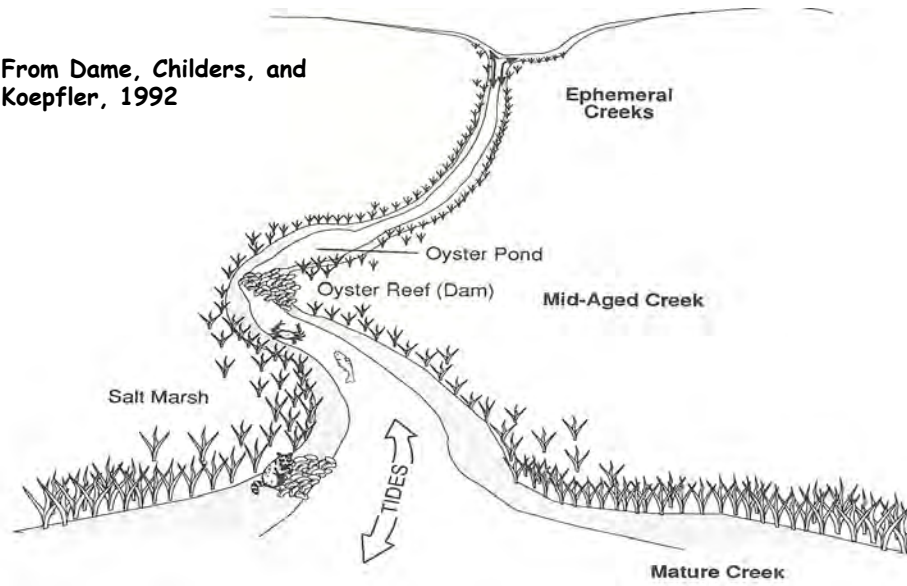 From Dame, Childers, and
Koepfler, 1992
Ephemeral
Creeks
Oyster Pond
Oyster Reef (Dam)
Mid-Aged Creek
Salt Marsh
TIDES
Mature Creek